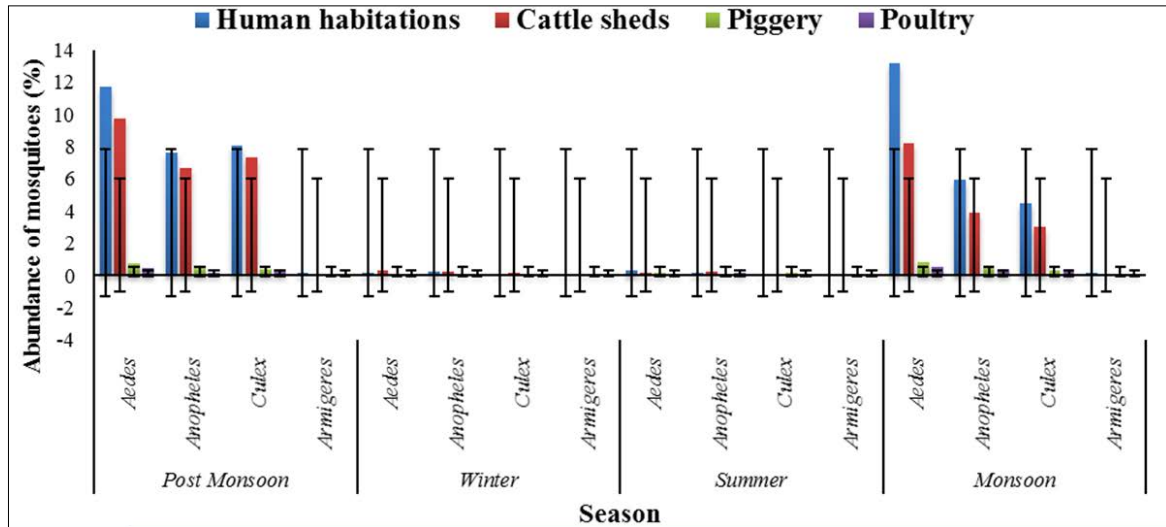 Human habitations Cattle sheds Piggery Poultry
Abundance of mosquitoes (%)
14
12
10
8
6
4
2
0
-2
-4
Aedes
Anopheles
Culex
Armigeres
Aedes
Anopheles
Culex
Armigeres
Aedes
Anopheles
Culex
Armigeres
Aedes
Anopheles
Culex
Armigeres
Post Monsoon Winter Summer Monsoon
Season